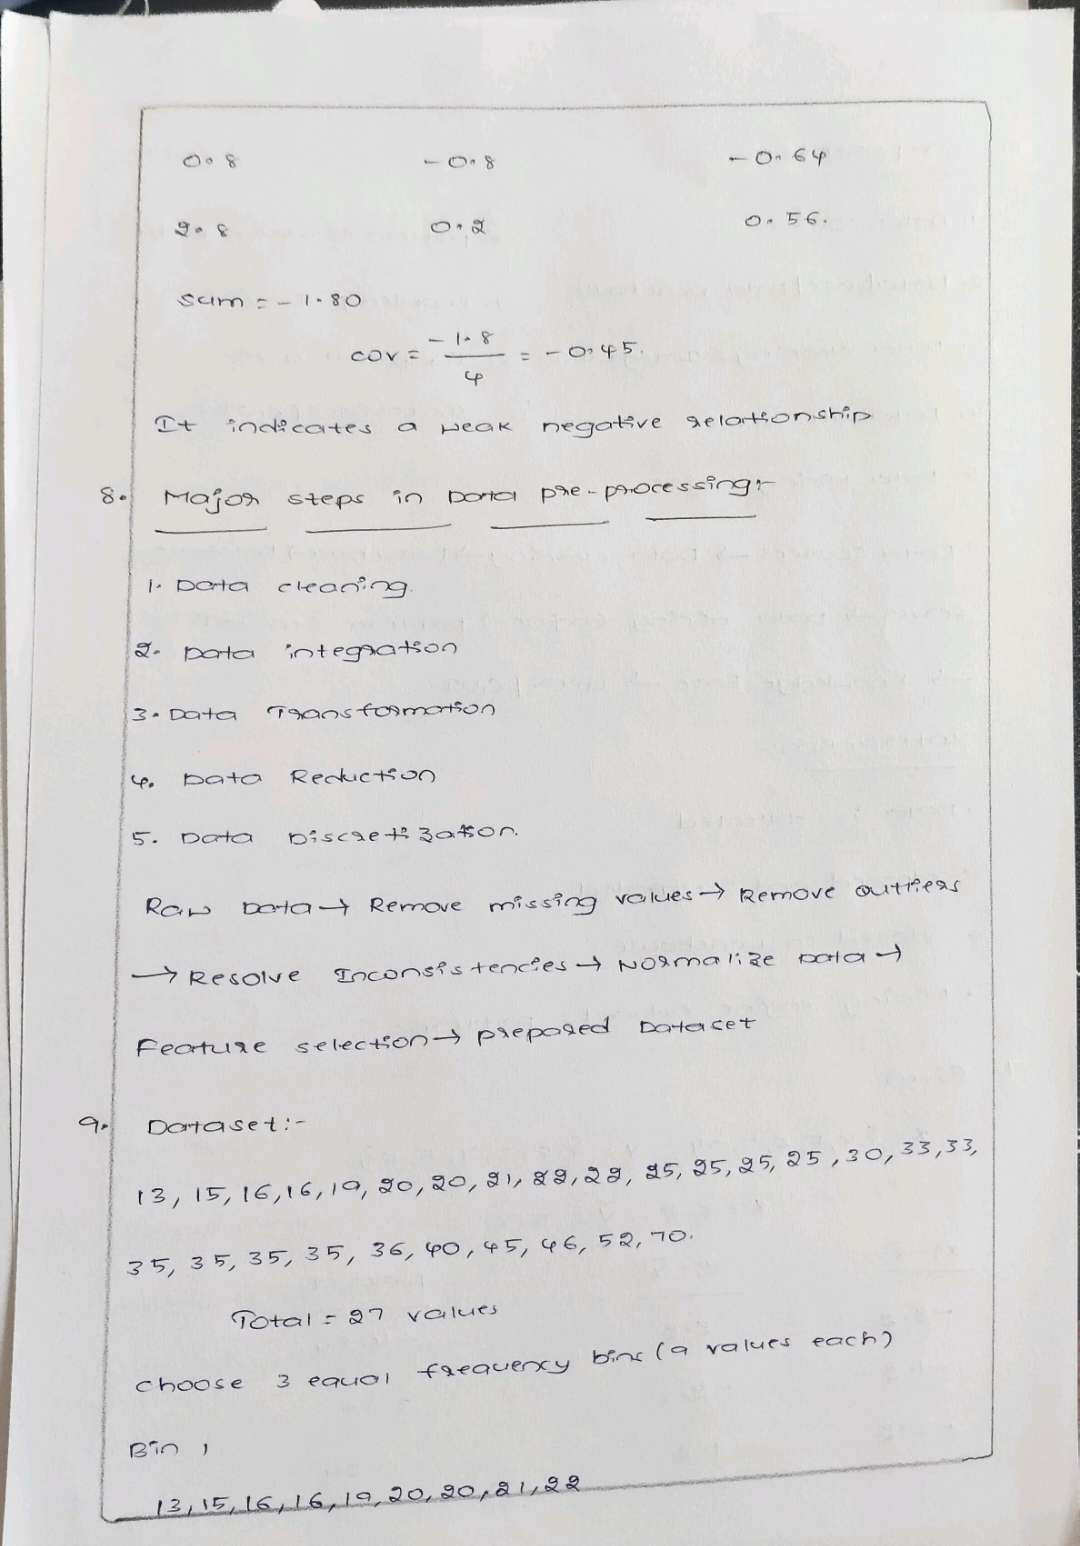 0.8 -0.8 -0.64
2.8 0.2 0.56.
sum = -1.80
cov = -1.8 / 4 = -0.45.
It indicates a weak negative relationship
8. Major steps in Data pre-processing:-
1. Data cleaning.
2. Data integration
3. Data Transformation
4. Data Reduction
5. Data Discretization.
Raw Data → Remove missing values → Remove outliers
→ Resolve Inconsistencies → Normalize Data →
Feature selection → prepared Dataset
9. Dataset:-
13, 15, 16, 16, 19, 20, 20, 21, 22, 22, 25, 25, 25, 25, 30, 33, 33,
35, 35, 35, 35, 36, 40, 45, 46, 52, 70.
Total = 27 values
choose 3 equal frequency bins (9 values each)
Bin 1
13, 15, 16, 16, 19, 20, 20, 21, 22